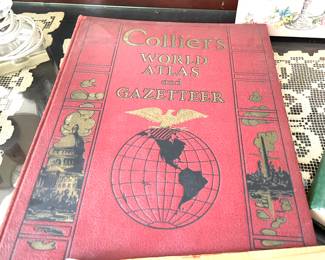 Collier's
WORLD
ATLAS
and
GAZETTEER